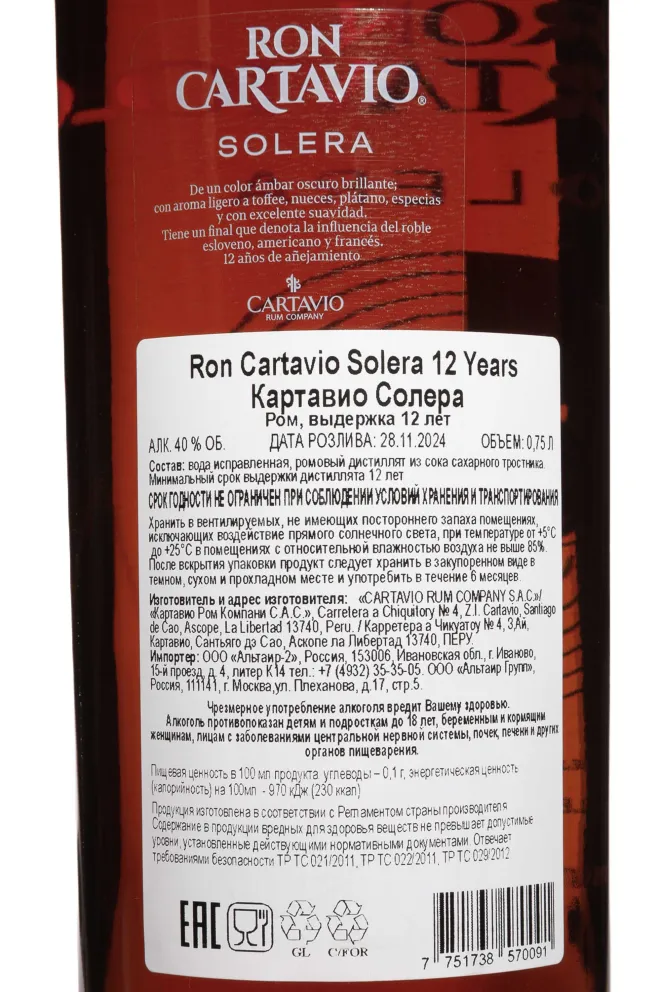 RON
CARTAVIO®
SOLERA
De un color ámbar oscuro brillante;
con aroma ligero a toffee, nueces, plátano, especias
y con excelente suavidad.
Tiene un final que denota la influencia del roble
esloveno, americano y francés.
12 años de añejamiento
CARTAVIO
RUM COMPANY
Ron Cartavio Solera 12 Years
Картавио Солера
Ром, выдержка 12 лет
АЛК. 40 % ОБ. ДАТА РОЗЛИВА: 28.11.2024 ОБЪЕМ: 0,75 Л
Состав: вода исправленная, ромовый дистиллят из сока сахарного тростника.
Минимальный срок выдержки дистиллята 12 лет
СРОК ГОДНОСТИ НЕ ОГРАНИЧЕН ПРИ СОБЛЮДЕНИИ УСЛОВИЙ ХРАНЕНИЯ И ТРАНСПОРТИРОВАНИЯ
Хранить в вентилируемых, не имеющих постороннего запаха помещениях,
исключающих воздействие прямого солнечного света, при температуре от +5°С
до +25°С в помещениях с относительной влажностью воздуха не выше 85%.
После вскрытия упаковки продукт следует хранить в закупоренном виде в
темном, сухом и прохладном месте и употребить в течение 6 месяцев.
Изготовитель и адрес изготовителя: «CARTAVIO RUM COMPANY S.A.C.»/
«Картавио Ром Компани С.А.С.», Carretera a Chiquitory № 4, Z.I. Cartavio, Santiago
de Cao, Ascope, La Libertad 13740, Peru. / Карретера а Чикуатоу № 4, З,Ай,
Картавио, Сантьяго дэ Сао, Аскопе ла Либертад 13740, ПЕРУ.
Импортер: ООО «Альтаир-2», Россия, 153006, Ивановская обл., г. Иваново,
15-й проезд, д. 4, литер К14 тел.: +7 (4932) 35-35-05. ООО «Альтаир Групп»,
Россия, 111141, г. Москва,ул. Плеханова, д.17, стр.5.
Чрезмерное употребление алкоголя вредит Вашему здоровью.
Алкоголь противопоказан детям и подросткам до 18 лет, беременным и кормящим
женщинам, лицам с заболеваниями центральной нервной системы, почек, печени и других
органов пищеварения.
Пищевая ценность в 100 мл продукта: углеводы – 0,1 г, энергетическая ценность
(калорийность) на 100мл - 970 кДж (230 ккал)
Продукция изготовлена в соответствии с Регламентом страны производителя
Содержание в продукции вредных для здоровья веществ не превышает допустимые
уровни, установленные действующими нормативными документами. Отвечает
требованиями безопасности ТР ТС 021/2011, ТР ТС 022/2011, ТР ТС 029/2012
EAC
GL C/FOR
7 751738 570091